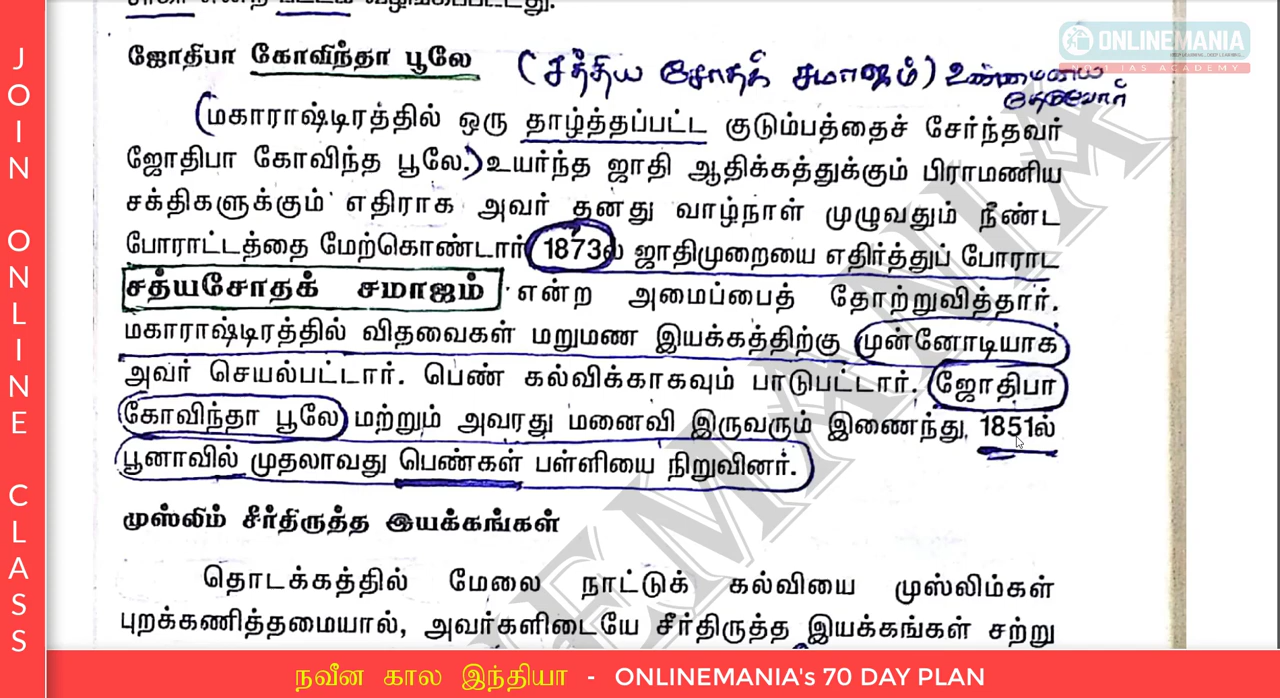 ஜோதிபா கோவிந்தா பூலே (சத்திய சோதக் சமாஜம்) உண்மையை
தேடுவோர்
(மகாராஷ்டிரத்தில் ஒரு தாழ்த்தப்பட்ட குடும்பத்தைச் சேர்ந்தவர்
ஜோதிபா கோவிந்த பூலே.) உயர்ந்த ஜாதி ஆதிக்கத்துக்கும் பிராமணிய
சக்திகளுக்கும் எதிராக அவர் தனது வாழ்நாள் முழுவதும் நீண்ட
போராட்டத்தை மேற்கொண்டார் 1873ல் ஜாதிமுறையை எதிர்த்துப் போராட
சத்யசோதக் சமாஜம் என்ற அமைப்பைத் தோற்றுவித்தார்.
மகாராஷ்டிரத்தில் விதவைகள் மறுமண இயக்கத்திற்கு முன்னோடியாக
அவர் செயல்பட்டார். பெண் கல்விக்காகவும் பாடுபட்டார். ஜோதிபா
கோவிந்தா பூலே மற்றும் அவரது மனைவி இருவரும் இணைந்து, 1851ல்
பூனாவில் முதலாவது பெண்கள் பள்ளியை நிறுவினர்.
முஸ்லிம் சீர்திருத்த இயக்கங்கள்
தொடக்கத்தில் மேலை நாட்டுக் கல்வியை முஸ்லிம்கள்
புறக்கணித்தமையால், அவர்களிடையே சீர்திருத்த இயக்கங்கள் சற்று
JOIN ONLINE CLASS
ONLINEMANIA
IAS ACADEMY
நவீன கால இந்தியா - ONLINEMANIA's 70 DAY PLAN